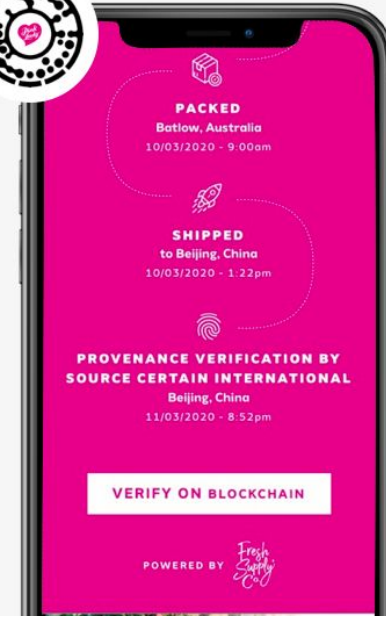 Pink
Lady
PACKED
Batlow, Australia
10/03/2020 - 9:00am
SHIPPED
to Beijing, China
10/03/2020 - 1:22pm
PROVENANCE VERIFICATION BY
SOURCE CERTAIN INTERNATIONAL
Beijing, China
11/03/2020 - 8:52pm
VERIFY ON BLOCKCHAIN
POWERED BY
Fresh
Supply
Co